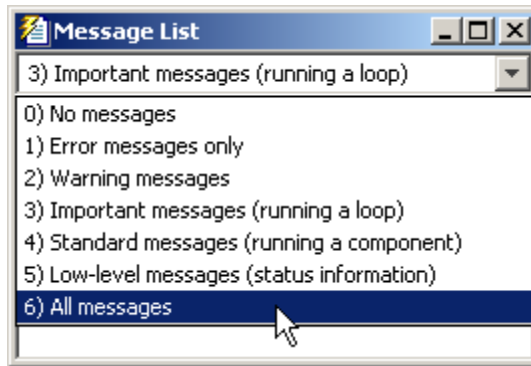 Message List
3) Important messages (running a loop)
0) No messages
1) Error messages only
2) Warning messages
3) Important messages (running a loop)
4) Standard messages (running a component)
5) Low-level messages (status information)
6) All messages